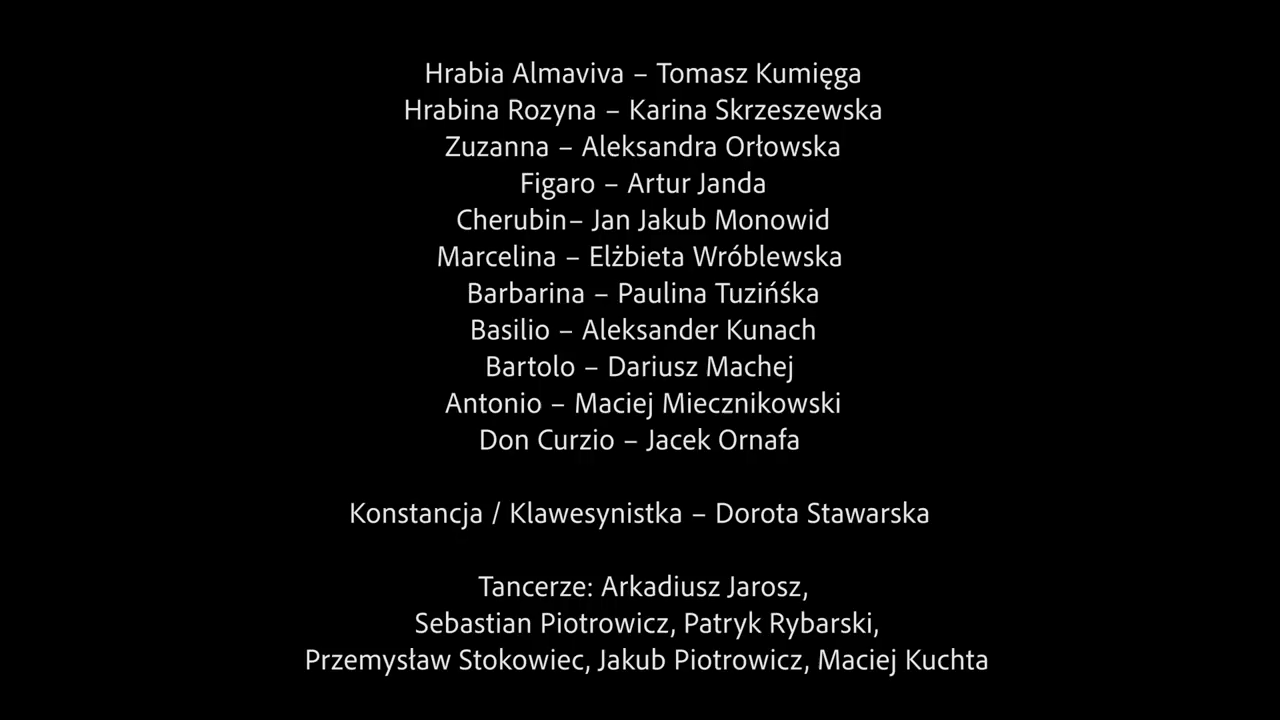 Hrabia Almaviva – Tomasz Kumięga
Hrabina Rozyna – Karina Skrzeszewska
Zuzanna – Aleksandra Orłowska
Figaro – Artur Janda
Cherubin– Jan Jakub Monowid
Marcelina – Elżbieta Wróblewska
Barbarina – Paulina Tuzińśka
Basilio – Aleksander Kunach
Bartolo – Dariusz Machej
Antonio – Maciej Miecznikowski
Don Curzio – Jacek Ornafa
Konstancja / Klawesynistka – Dorota Stawarska
Tancerze: Arkadiusz Jarosz,
Sebastian Piotrowicz, Patryk Rybarski,
Przemysław Stokowiec, Jakub Piotrowicz, Maciej Kuchta